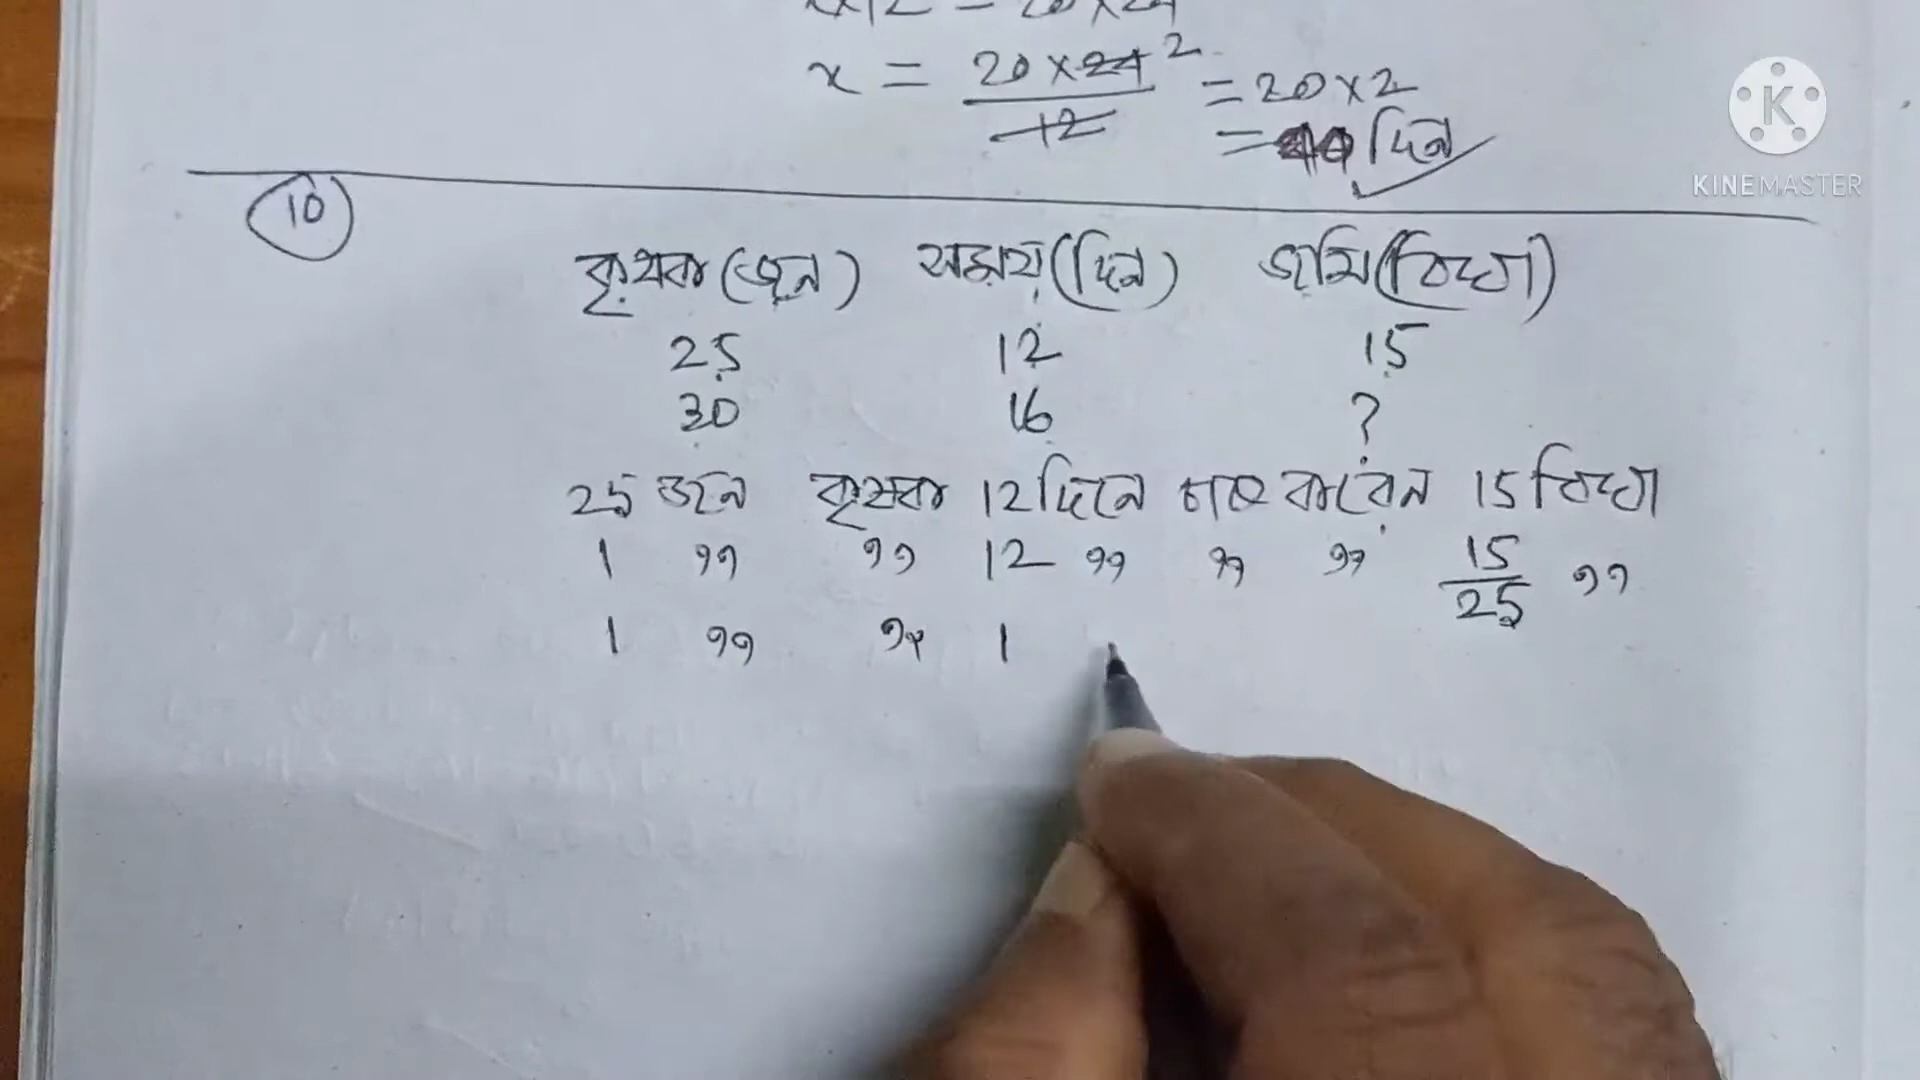 x = 20×24 2 / 12 = 20×2
= 40 দিন
K
KINEMASTER
10
কৃষক (জন) সময় (দিন) জমি (বিঘা)
25 12 15
30 16 ?
25 জন কৃষক 12 দিনে চাষ করেন 15 বিঘা
1 ,, ,, 12 ,, ,, ,, 15/25 ,,
1 ,, ,, 1